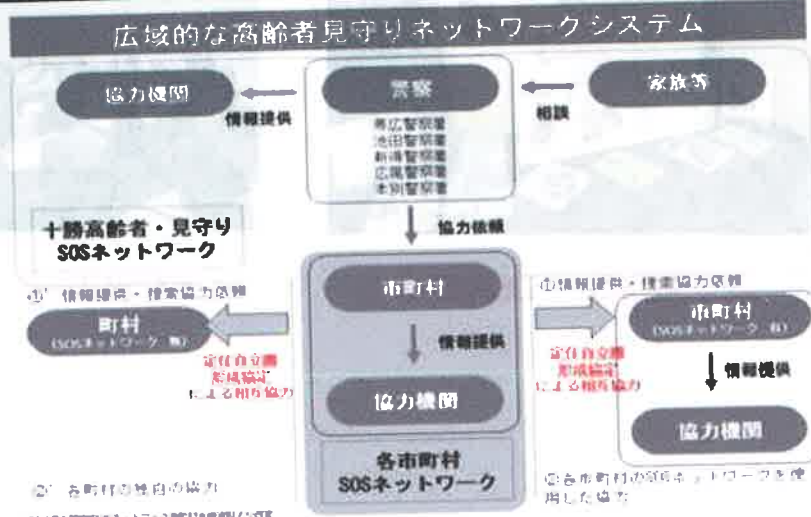 広域的な高齢者見守りネットワークシステム
協力機関
情報提供
警察
帯広警察署
池田警察署
新得警察署
広尾警察署
本別警察署
相談
家族等
十勝高齢者・見守り
SOSネットワーク
協力依頼
①' 情報提供・捜索協力依頼
町村
(SOSネットワーク 無)
定住自立圏
形成協定
による相互協力
②' 各町村の独自の協力
市町村
情報提供
協力機関
各市町村
SOSネットワーク
①情報提供・捜索協力依頼
定住自立圏
形成協定
による相互協力
市町村
(SOSネットワーク 有)
情報提供
協力機関
②各市町村のSOSネットワークを使
用した協力